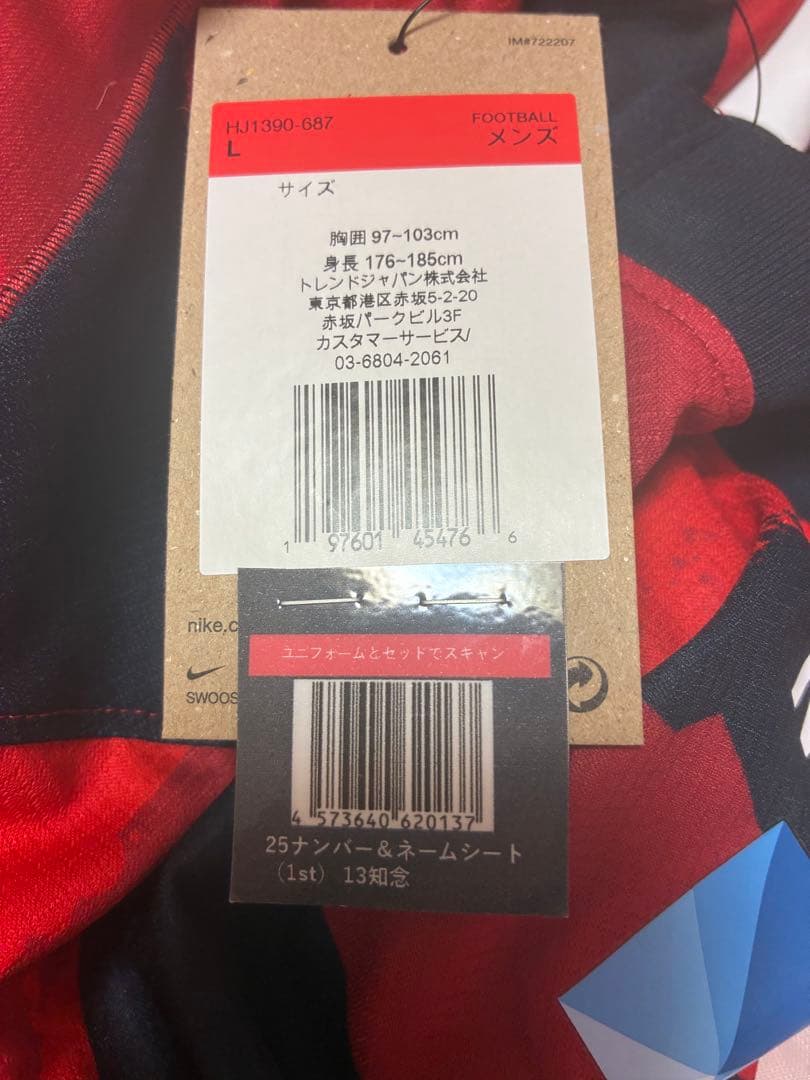 IM#722207
HJ1390-687
FOOTBALL
L
メンズ
サイズ
胸囲 97~103cm
身長 176~185cm
トレンドジャパン株式会社
東京都港区赤坂5-2-20
赤坂パークビル3F
カスタマーサービス/
03-6804-2061
1 97601 45476 6
nike.c
SWOOS
ユニフォームとセットでスキャン
4 573640 620137
25ナンバー＆ネームシート
(1st) 13知念